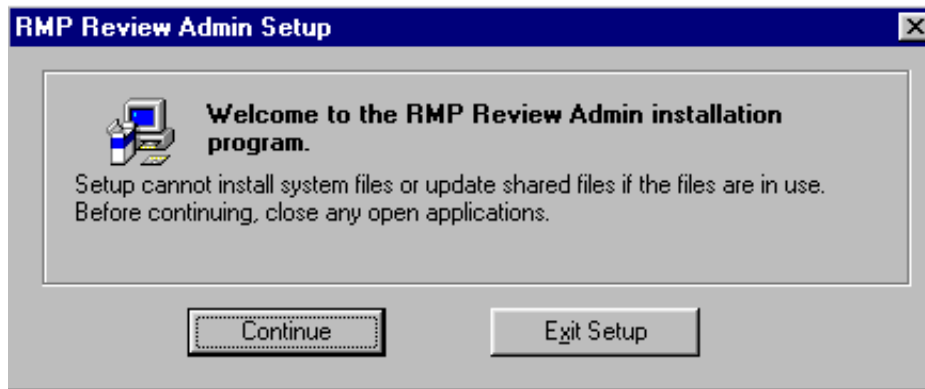 RMP Review Admin Setup
Welcome to the RMP Review Admin installation
program.
Setup cannot install system files or update shared files if the files are in use.
Before continuing, close any open applications.
Continue
Exit Setup